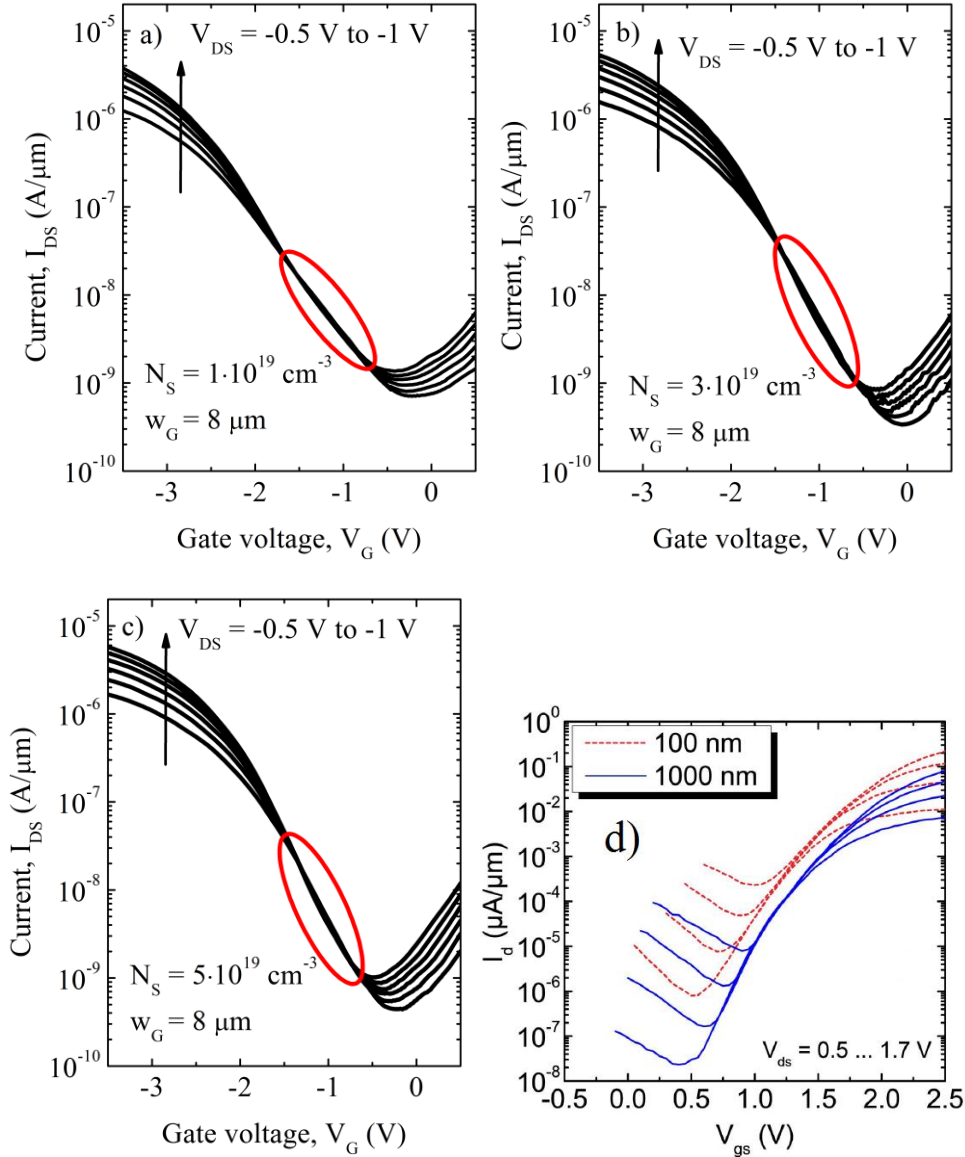 a)
V_DS = -0.5 V to -1 V
10^-5
10^-6
10^-7
10^-8
10^-9
10^-10
Current, I_DS (A/μm)
N_S = 1·10^19 cm^-3
w_G = 8 μm
-3 -2 -1 0
Gate voltage, V_G (V)
b)
V_DS = -0.5 V to -1 V
10^-5
10^-6
10^-7
10^-8
10^-9
10^-10
Current, I_DS (A/μm)
N_S = 3·10^19 cm^-3
w_G = 8 μm
-3 -2 -1 0
Gate voltage, V_G (V)
c)
V_DS = -0.5 V to -1 V
10^-5
10^-6
10^-7
10^-8
10^-9
10^-10
Current, I_DS (A/μm)
N_S = 5·10^19 cm^-3
w_G = 8 μm
-3 -2 -1 0
Gate voltage, V_G (V)
100 nm
1000 nm
d)
10^0
10^-1
10^-2
10^-3
10^-4
10^-5
10^-6
10^-7
10^-8
I_d (μA/μm)
V_ds = 0.5 ... 1.7 V
-0.5 0.0 0.5 1.0 1.5 2.0 2.5
V_gs (V)